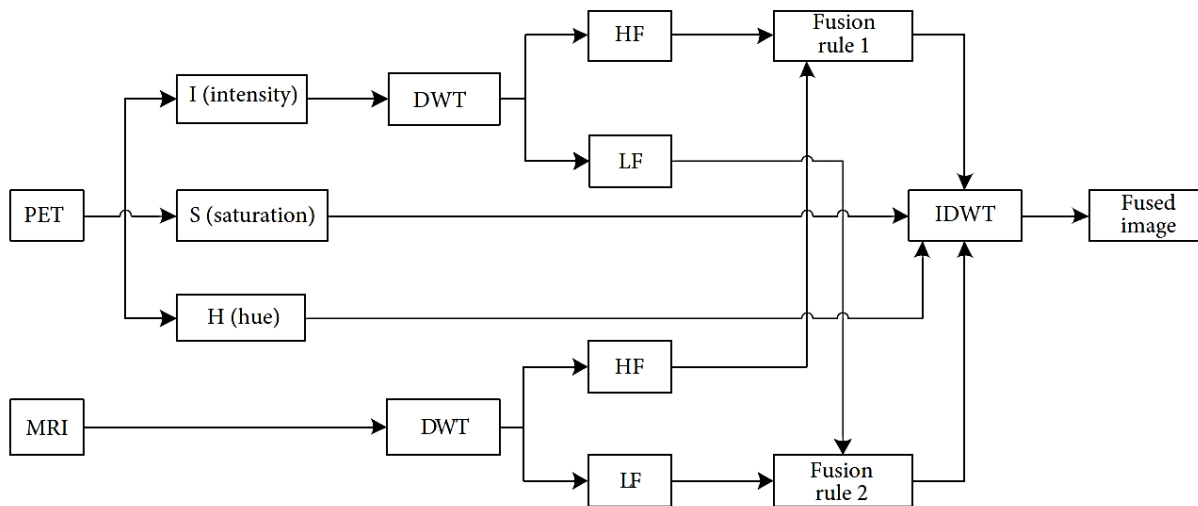 HF
Fusion
rule 1
I (intensity)
DWT
LF
PET
S (saturation)
IDWT
Fused
image
H (hue)
HF
MRI
DWT
LF
Fusion
rule 2